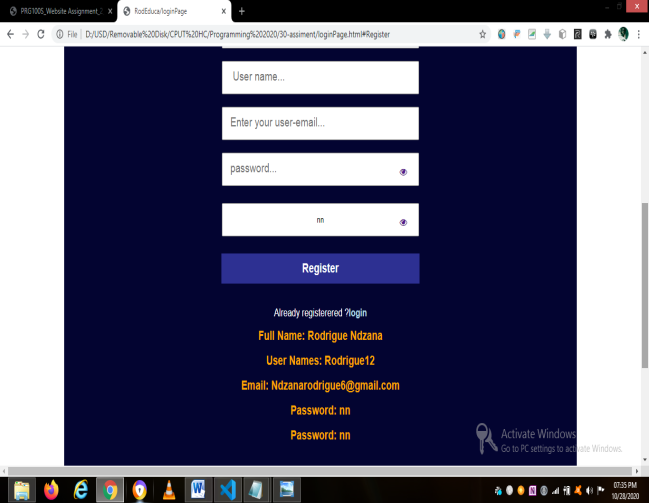 PRG100S_Website Assignment_2
RodEduca/loginPage
File | D:/USD/Removable%20Disk/CPUT%20HC/Programming%202020/30-assiment/loginPage.html#Register
User name...
Enter your user-email...
password...
nn
Register
Already registerered ?login
Full Name: Rodrigue Ndzana
User Names: Rodrigue12
Email: Ndzanarodrigue6@gmail.com
Password: nn
Password: nn
Activate Windows
Go to PC settings to activate Windows.
07:35 PM
10/28/2020